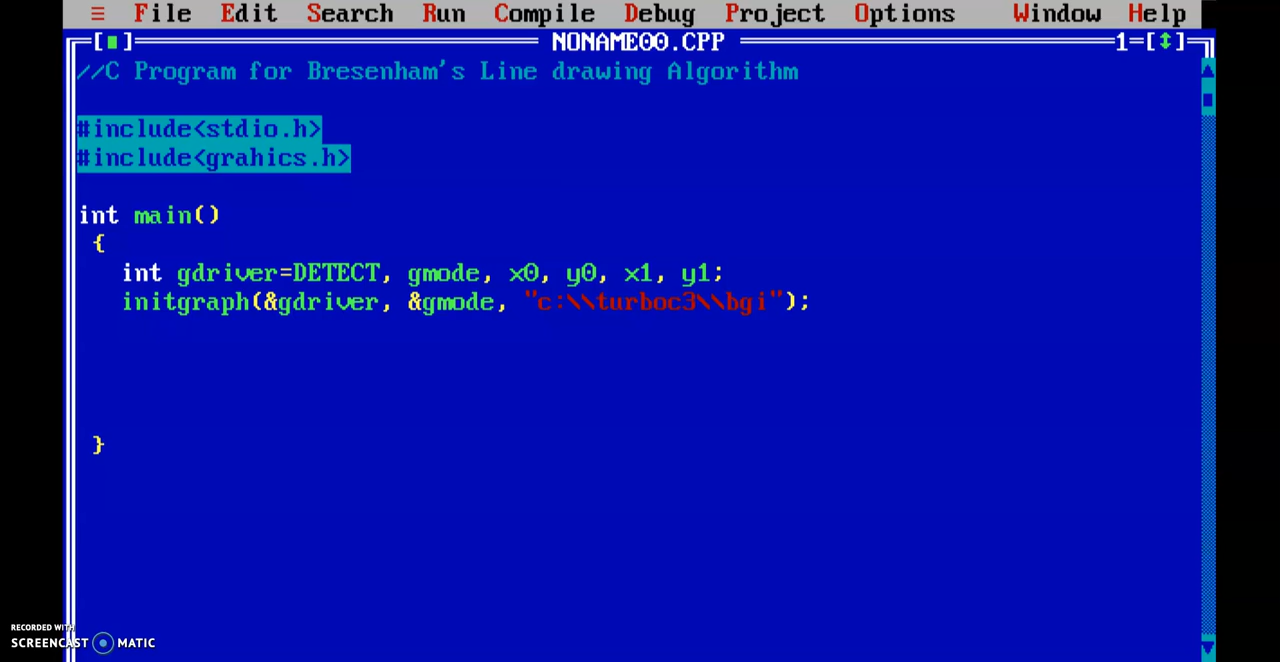 ≡ File Edit Search Run Compile Debug Project Options Window Help
[■] NONAME00.CPP 1=[↕]
//C Program for Bresenham's Line drawing Algorithm
#include<stdio.h>
#include<grahics.h>
int main()
{
int gdriver=DETECT, gmode, x0, y0, x1, y1;
initgraph(&gdriver, &gmode, "c:\\turboc3\\bgi");
}
RECORDED WITH
SCREENCAST MATIC